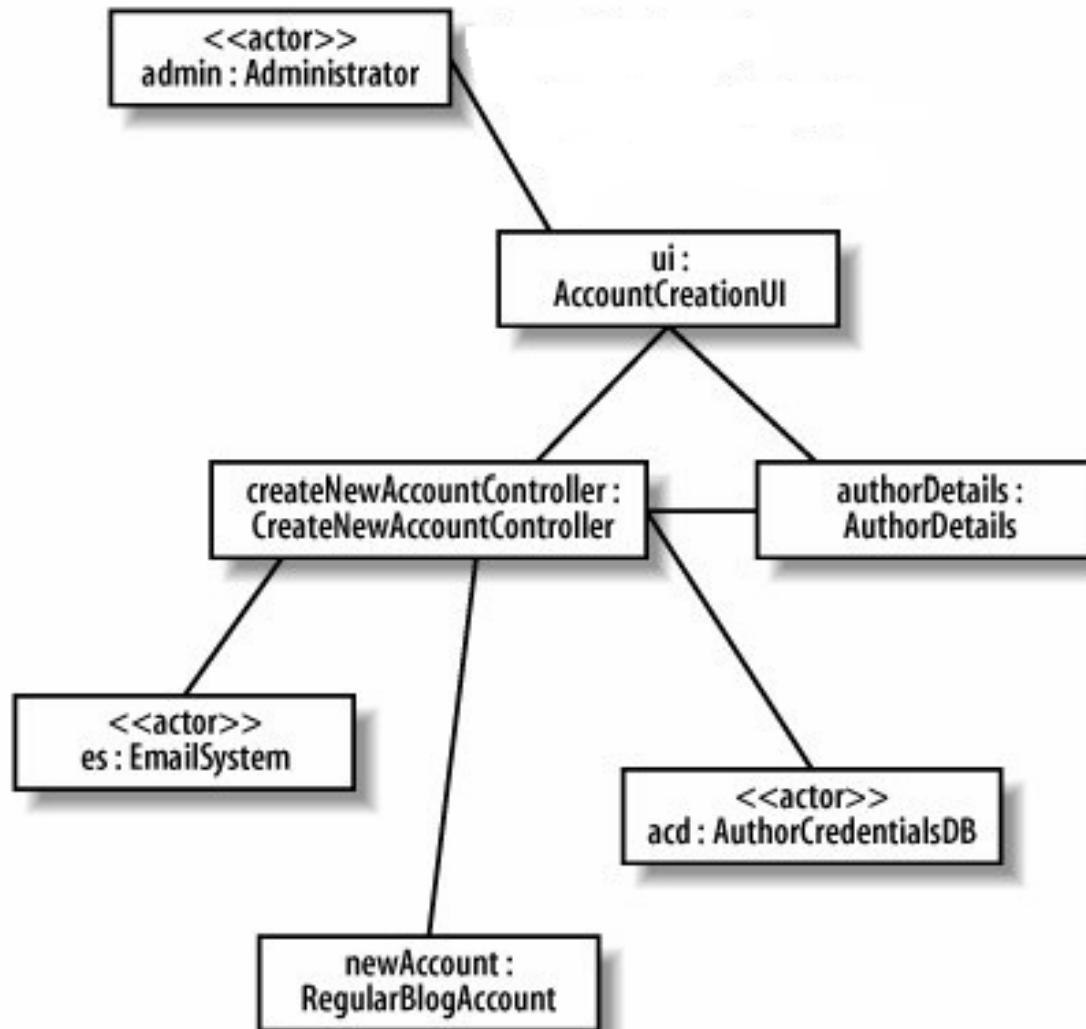 <<actor>>
admin : Administrator
ui :
AccountCreationUI
createNewAccountController :
CreateNewAccountController
authorDetails :
AuthorDetails
<<actor>>
es : EmailSystem
<<actor>>
acd : AuthorCredentialsDB
newAccount :
RegularBlogAccount